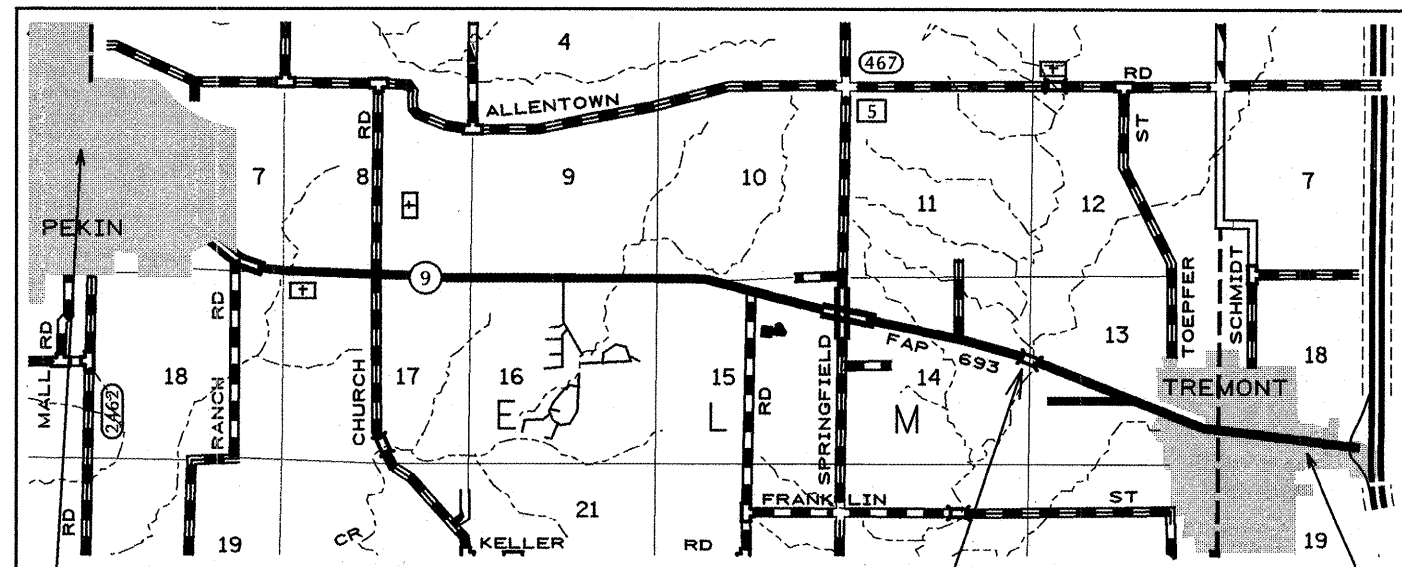 4
467
RD
ALLENTOWN
5
RD
ST
7
8
9
10
11
12
7
PEKIN
9
RD
RD
MALL
2462
18
RANCH
CHURCH
17
16
15
RD
SPRINGFIELD
FAP 693
14
13
TOEPFER
SCHMIDT
18
TREMONT
E L M
FRANKLIN ST
RD
19
CR
KELLER RD
21
19